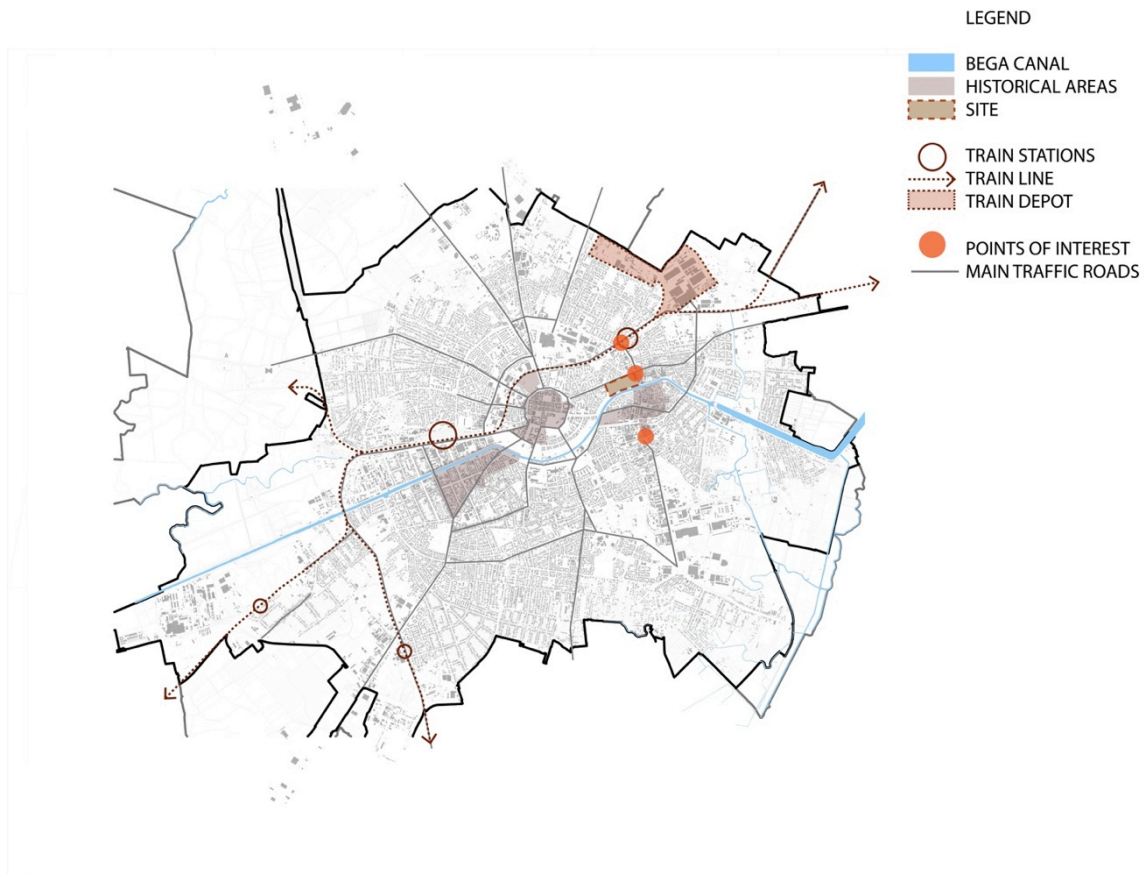 LEGEND
BEGA CANAL
HISTORICAL AREAS
SITE
TRAIN STATIONS
TRAIN LINE
TRAIN DEPOT
POINTS OF INTEREST
MAIN TRAFFIC ROADS